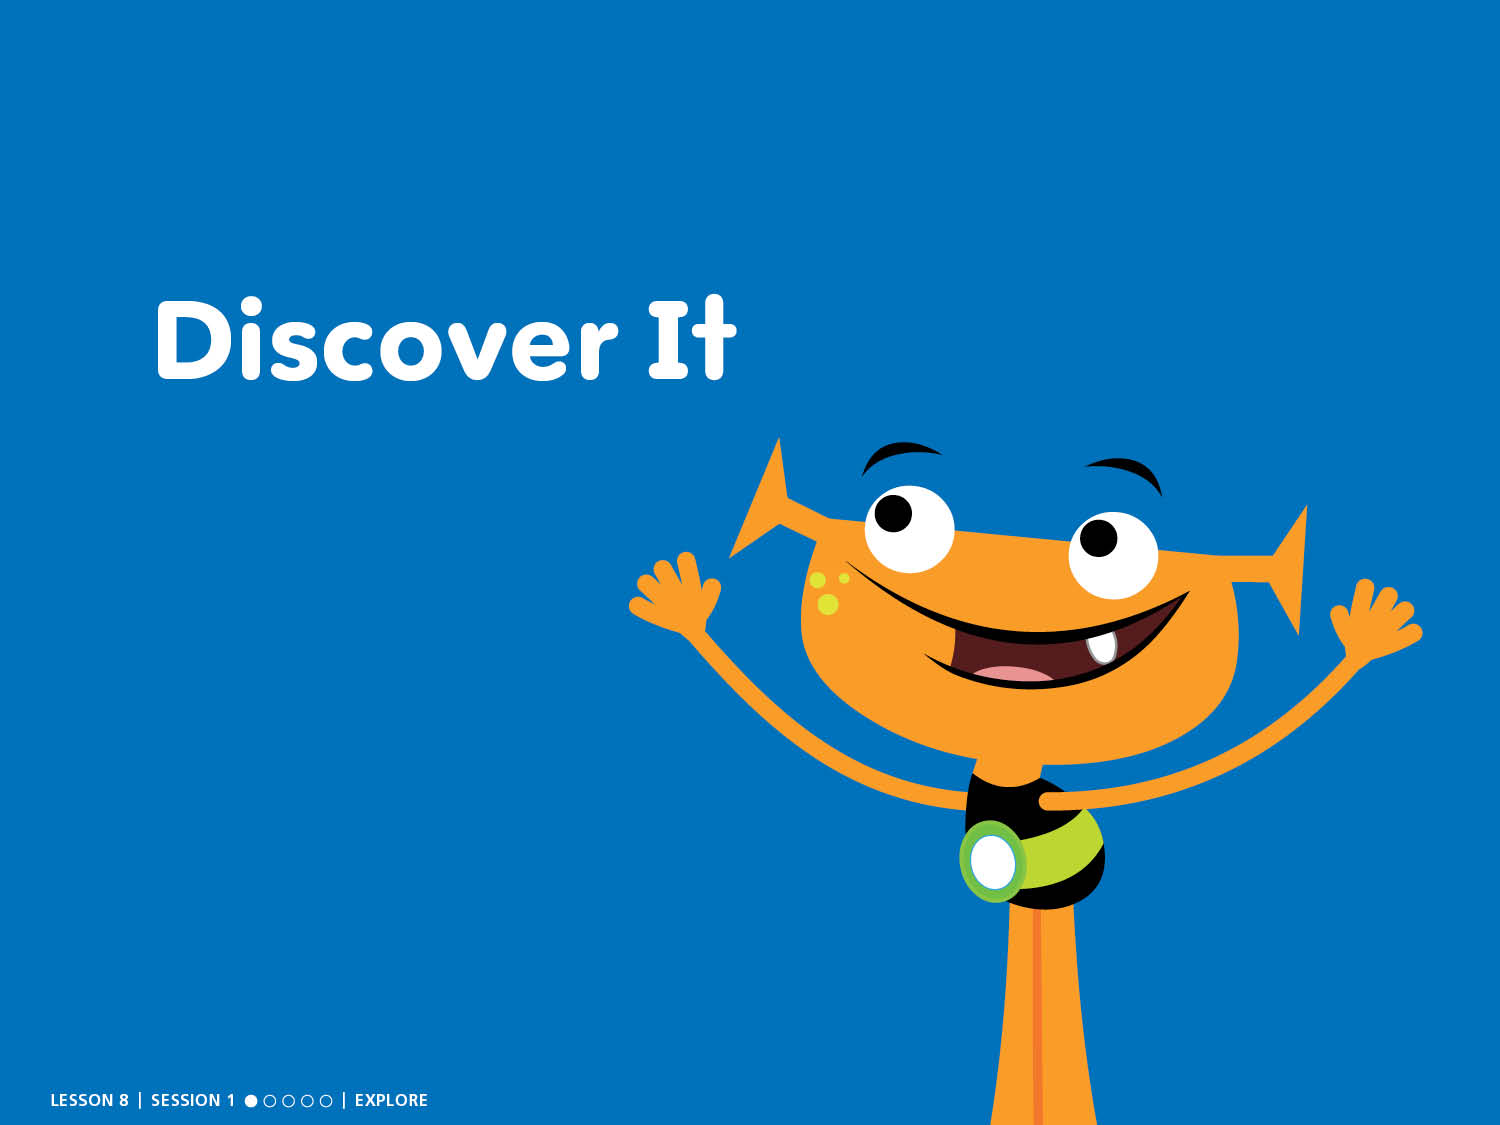 Discover It
LESSON 8 | SESSION 1 ●○○○○ | EXPLORE